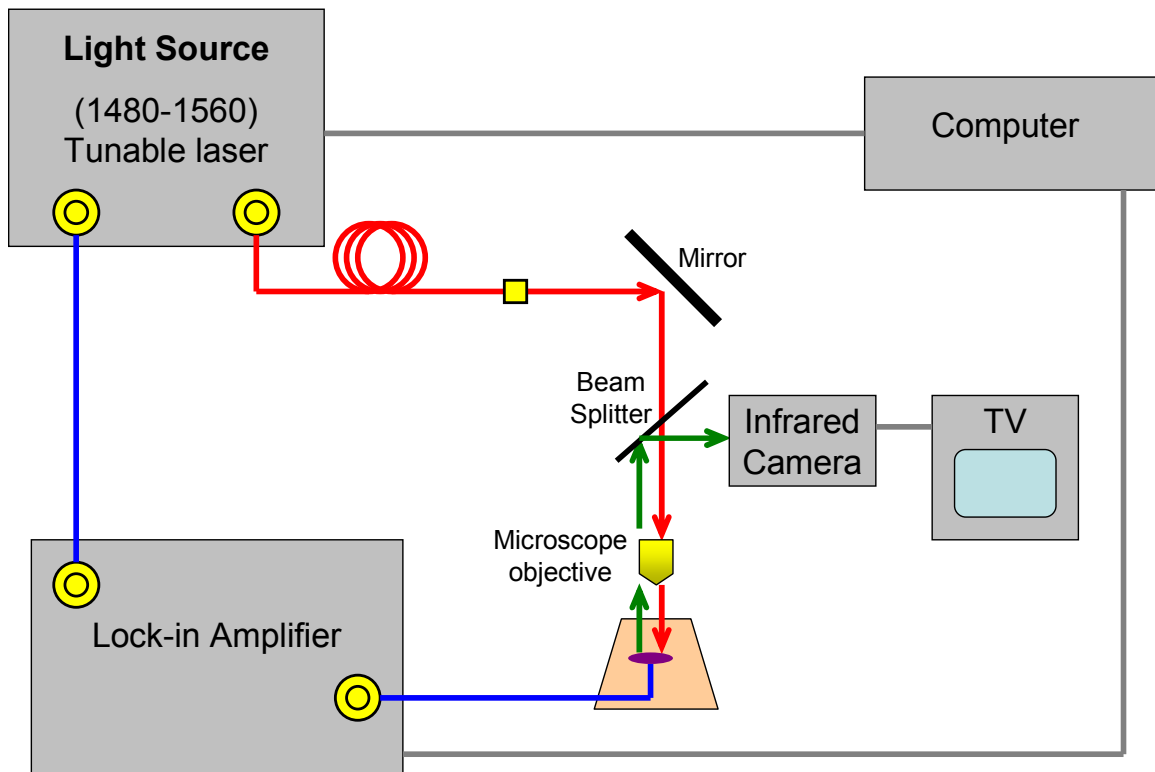 Light Source
(1480-1560)
Tunable laser
Computer
Mirror
Beam
Splitter
Infrared
Camera
TV
Microscope
objective
Lock-in Amplifier